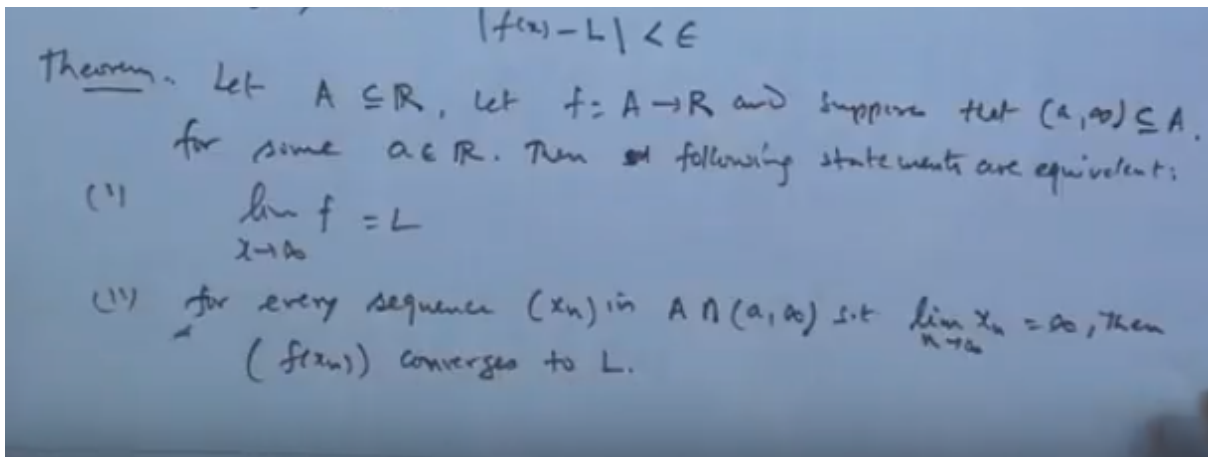 |f(x) - L| < ϵ
Theorem. Let A ⊆ R, Let f: A → R and suppose that (a, ∞) ⊆ A.
for some a ∈ R. Then following statements are equivalent:
(i) lim f = L
x→∞
(ii) for every sequence (xn) in A ∩ (a, ∞) s.t lim xn = ∞, then
n→∞
(f(xn)) converges to L.